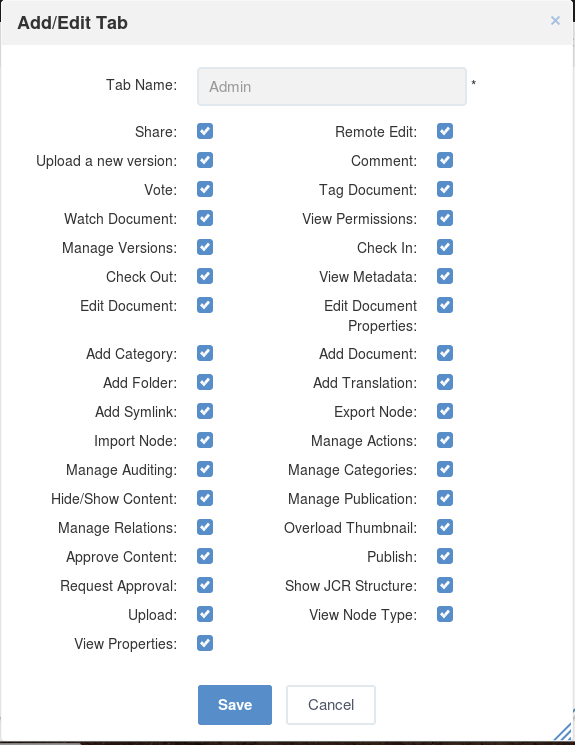 Add/Edit Tab ×
Tab Name: Admin *
Share: Remote Edit:
Upload a new version: Comment:
Vote: Tag Document:
Watch Document: View Permissions:
Manage Versions: Check In:
Check Out: View Metadata:
Edit Document: Edit Document
Properties:
Add Category: Add Document:
Add Folder: Add Translation:
Add Symlink: Export Node:
Import Node: Manage Actions:
Manage Auditing: Manage Categories:
Hide/Show Content: Manage Publication:
Manage Relations: Overload Thumbnail:
Approve Content: Publish:
Request Approval: Show JCR Structure:
Upload: View Node Type:
View Properties:
Save Cancel